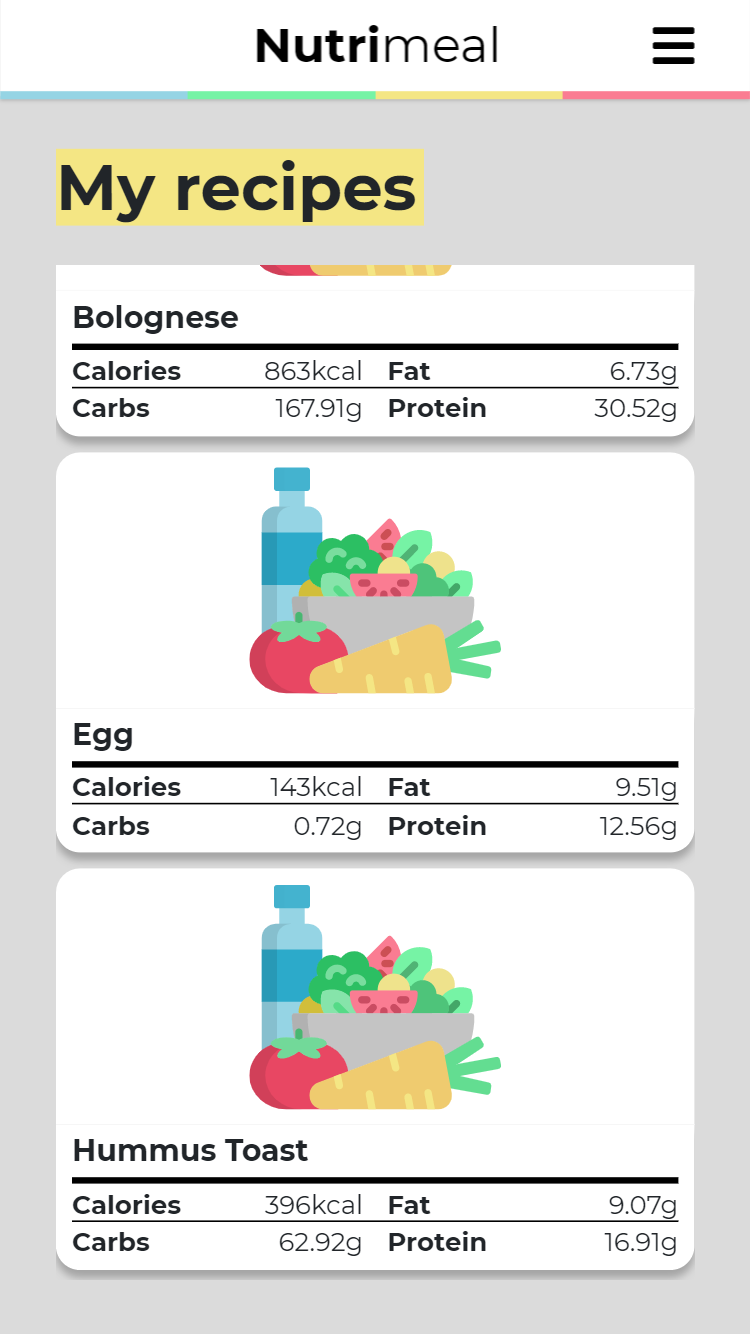 Nutrimeal
My recipes
Bolognese
Calories 863kcal Fat 6.73g
Carbs 167.91g Protein 30.52g
Egg
Calories 143kcal Fat 9.51g
Carbs 0.72g Protein 12.56g
Hummus Toast
Calories 396kcal Fat 9.07g
Carbs 62.92g Protein 16.91g